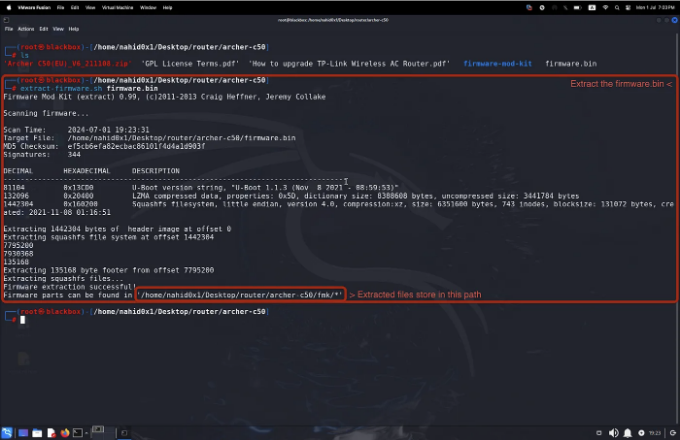 VMware Fusion File Edit View Virtual Machine Window Help Mon 1 Jul 7:03PM
root@blackbox: /home/nahid0x1/Desktop/router/archer-c50
File Actions Edit View Help
(root㉿blackbox)-[/home/nahid0x1/Desktop/router/archer-c50]
# ls
'Archer C50(EU)_V6_211108.zip' 'GPL License Terms.pdf' 'How to upgrade TP-Link Wireless AC Router.pdf' firmware-mod-kit firmware.bin
(root㉿blackbox)-[/home/nahid0x1/Desktop/router/archer-c50]
# extract-firmware.sh firmware.bin
Extract the firmware.bin <
Firmware Mod Kit (extract) 0.99, (c)2011-2013 Craig Heffner, Jeremy Collake
Scanning firmware...
Scan Time: 2024-07-01 19:23:31
Target File: /home/nahid0x1/Desktop/router/archer-c50/firmware.bin
MD5 Checksum: ef5cb6efa82ecbac86101f4d4a1d903f
Signatures: 344
DECIMAL HEXADECIMAL DESCRIPTION
--------------------------------------------------------------------------------
81104 0x13CD0 U-Boot version string, "U-Boot 1.1.3 (Nov 8 2021 - 08:59:53)"
132096 0x20400 LZMA compressed data, properties: 0x5D, dictionary size: 8388608 bytes, uncompressed size: 3441784 bytes
1442304 0x160200 Squashfs filesystem, little endian, version 4.0, compression:xz, size: 6351600 bytes, 743 inodes, blocksize: 131072 bytes, cre
ated: 2021-11-08 01:16:51
Extracting 1442304 bytes of header image at offset 0
Extracting squashfs file system at offset 1442304
7795200
7930368
135168
Extracting 135168 byte footer from offset 7795200
Extracting squashfs files...
Firmware extraction successful!
Firmware parts can be found in '/home/nahid0x1/Desktop/router/archer-c50/fmk/*' > Extracted files store in this path
(root㉿blackbox)-[/home/nahid0x1/Desktop/router/archer-c50]
#
19:23